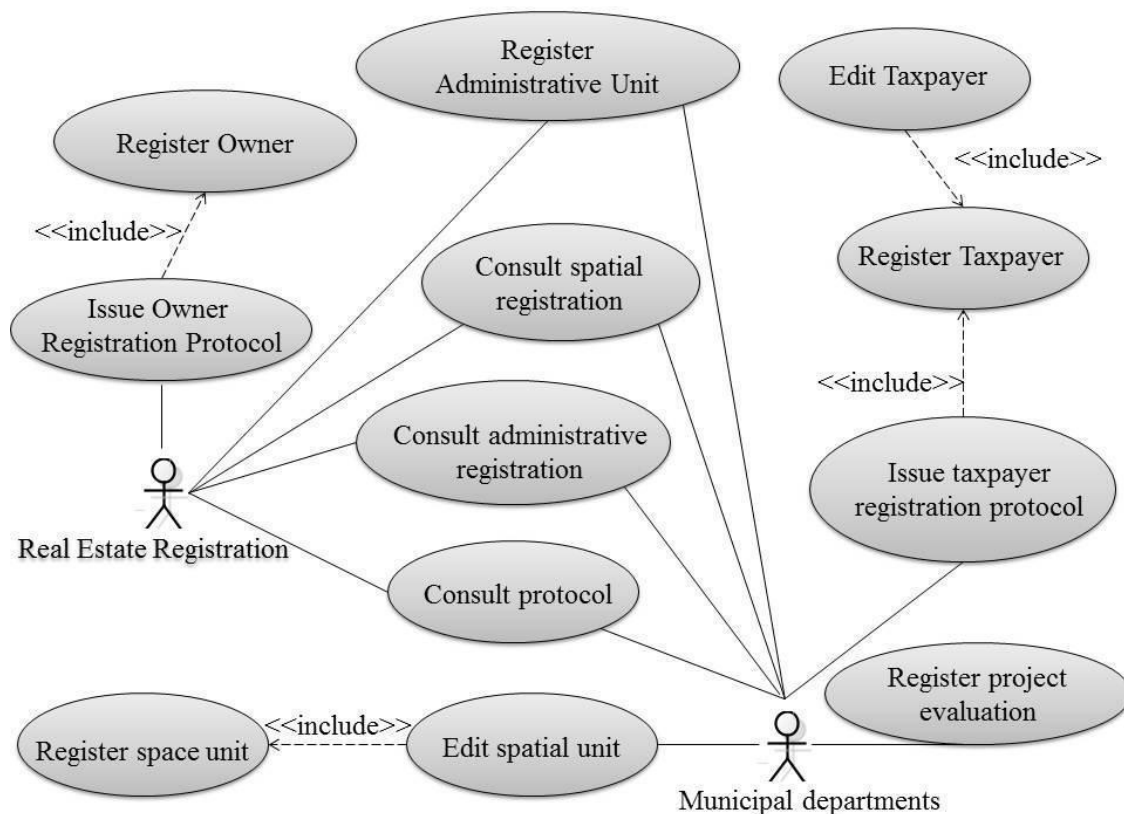 Register
Administrative Unit
Edit Taxpayer
Register Owner
<<include>>
<<include>>
Register Taxpayer
Consult spatial
registration
Issue Owner
Registration Protocol
<<include>>
Consult administrative
registration
Issue taxpayer
registration protocol
Real Estate Registration
Consult protocol
Register project
evaluation
<<include>>
Register space unit
Edit spatial unit
Municipal departments